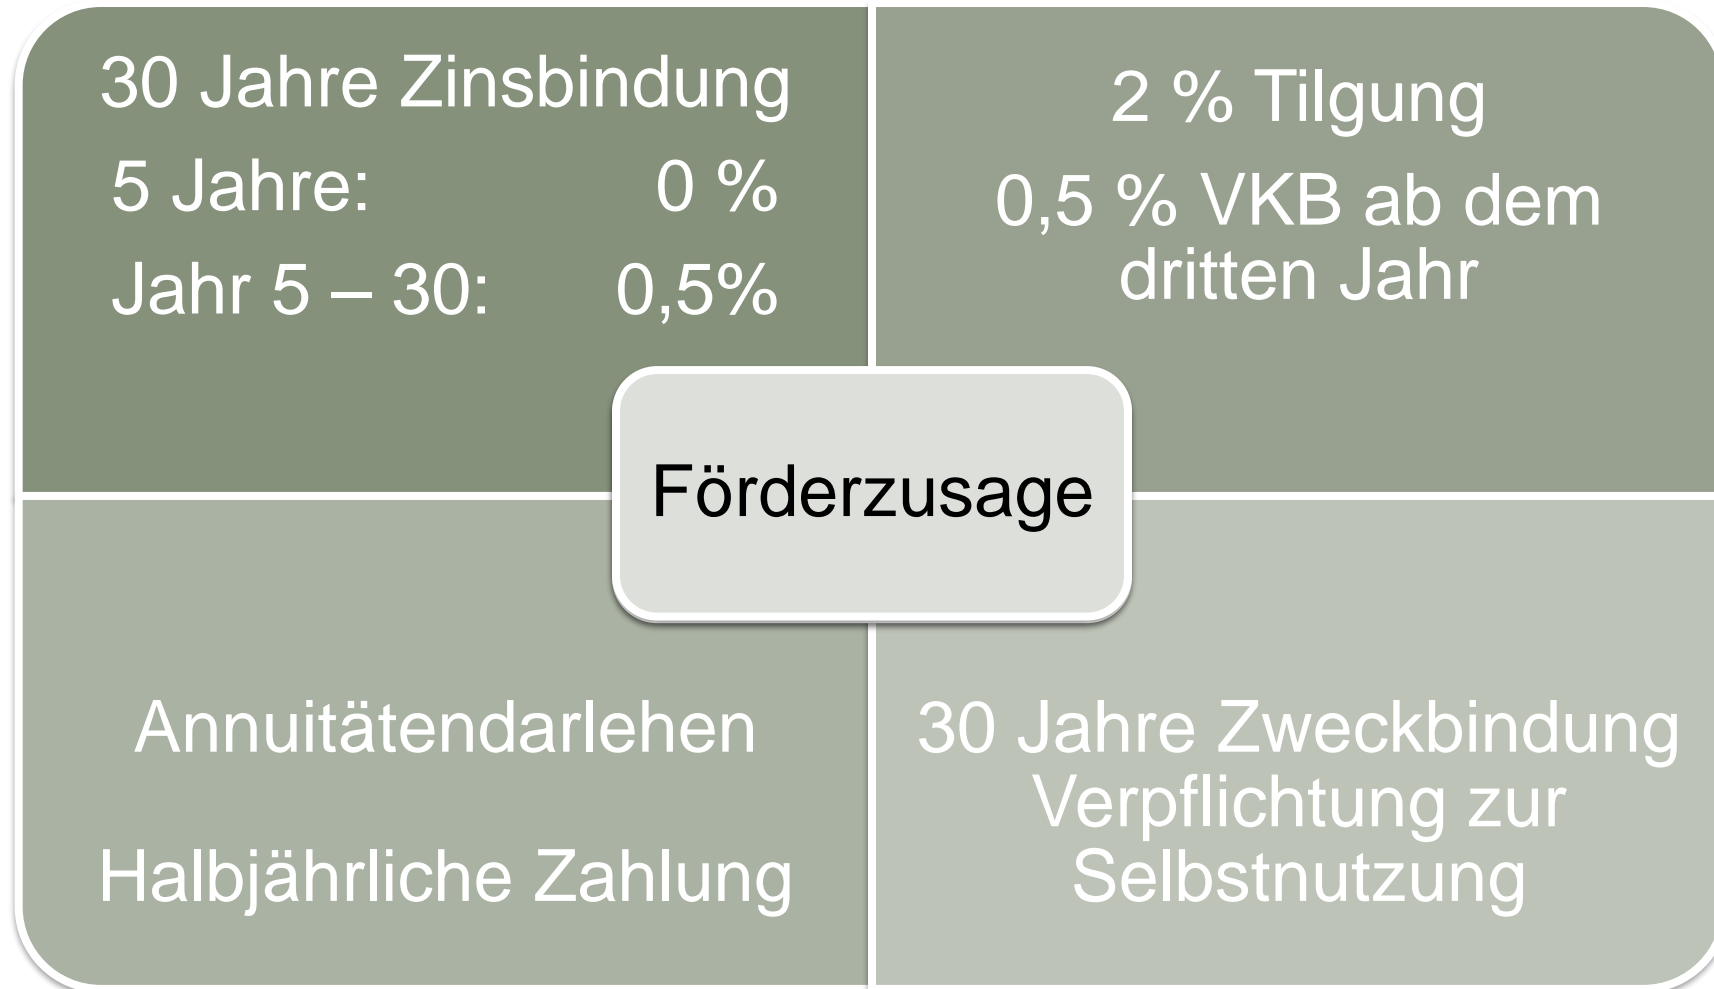 30 Jahre Zinsbindung
5 Jahre: 0 %
Jahr 5 – 30: 0,5%
2 % Tilgung
0,5 % VKB ab dem
dritten Jahr
Förderzusage
Annuitätendarlehen
Halbjährliche Zahlung
30 Jahre Zweckbindung
Verpflichtung zur
Selbstnutzung